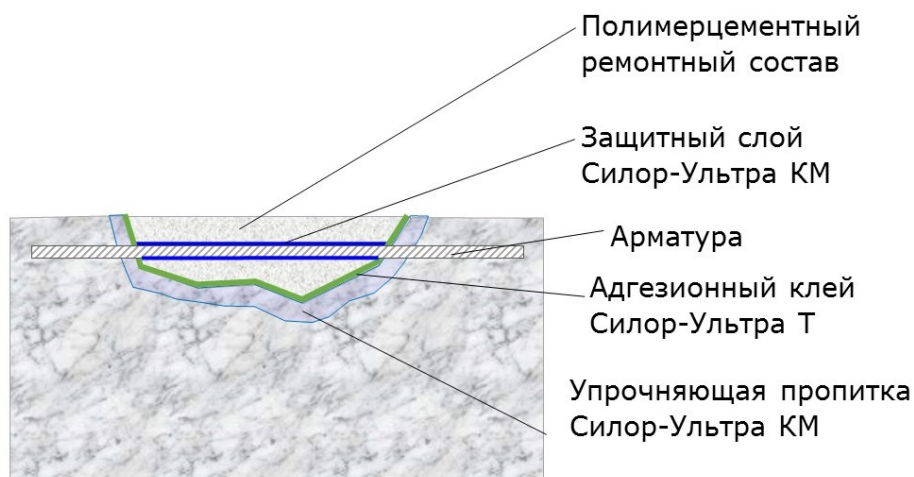 Полимерцементный
ремонтный состав
Защитный слой
Силор-Ультра КМ
Арматура
Адгезионный клей
Силор-Ультра Т
Упрочняющая пропитка
Силор-Ультра КМ